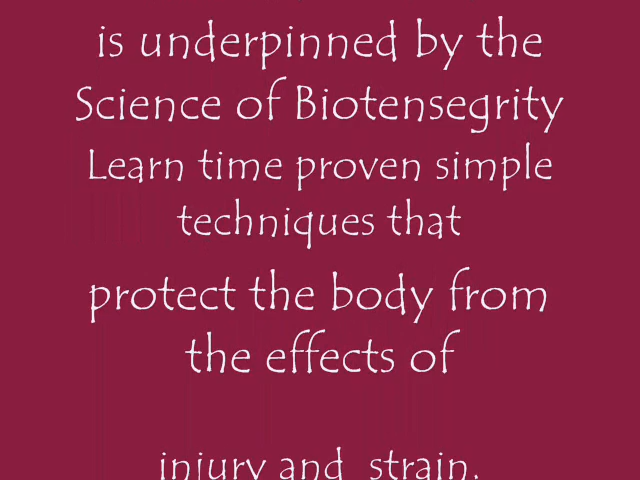 is underpinned by the
Science of Biotensegrity
Learn time proven simple
techniques that
protect the body from
the effects of
injury and strain.